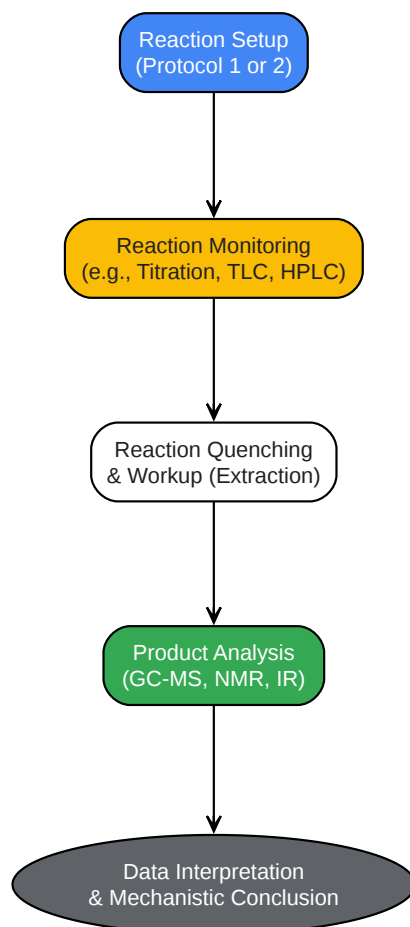 Reaction Setup
(Protocol 1 or 2)
Reaction Monitoring
(e.g., Titration, TLC, HPLC)
Reaction Quenching
& Workup (Extraction)
Product Analysis
(GC-MS, NMR, IR)
Data Interpretation
& Mechanistic Conclusion